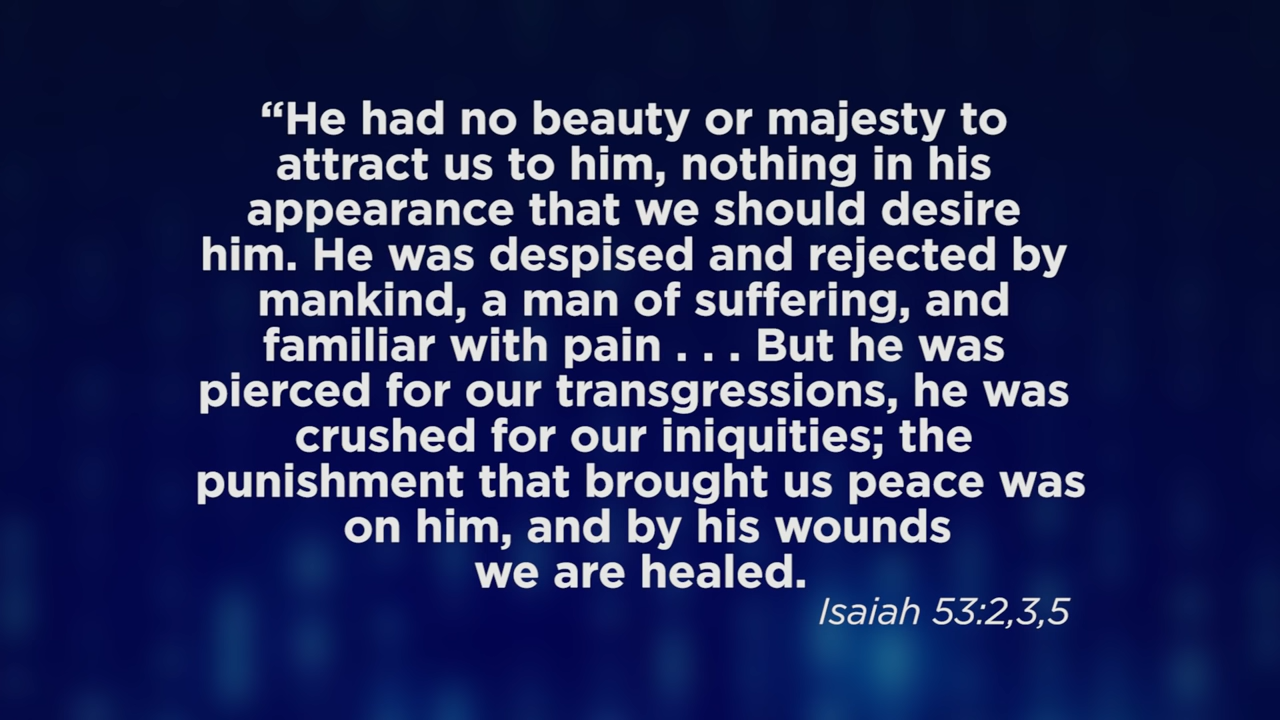 “He had no beauty or majesty to
attract us to him, nothing in his
appearance that we should desire
him. He was despised and rejected by
mankind, a man of suffering, and
familiar with pain . . . But he was
pierced for our transgressions, he was
crushed for our iniquities; the
punishment that brought us peace was
on him, and by his wounds
we are healed.
Isaiah 53:2,3,5